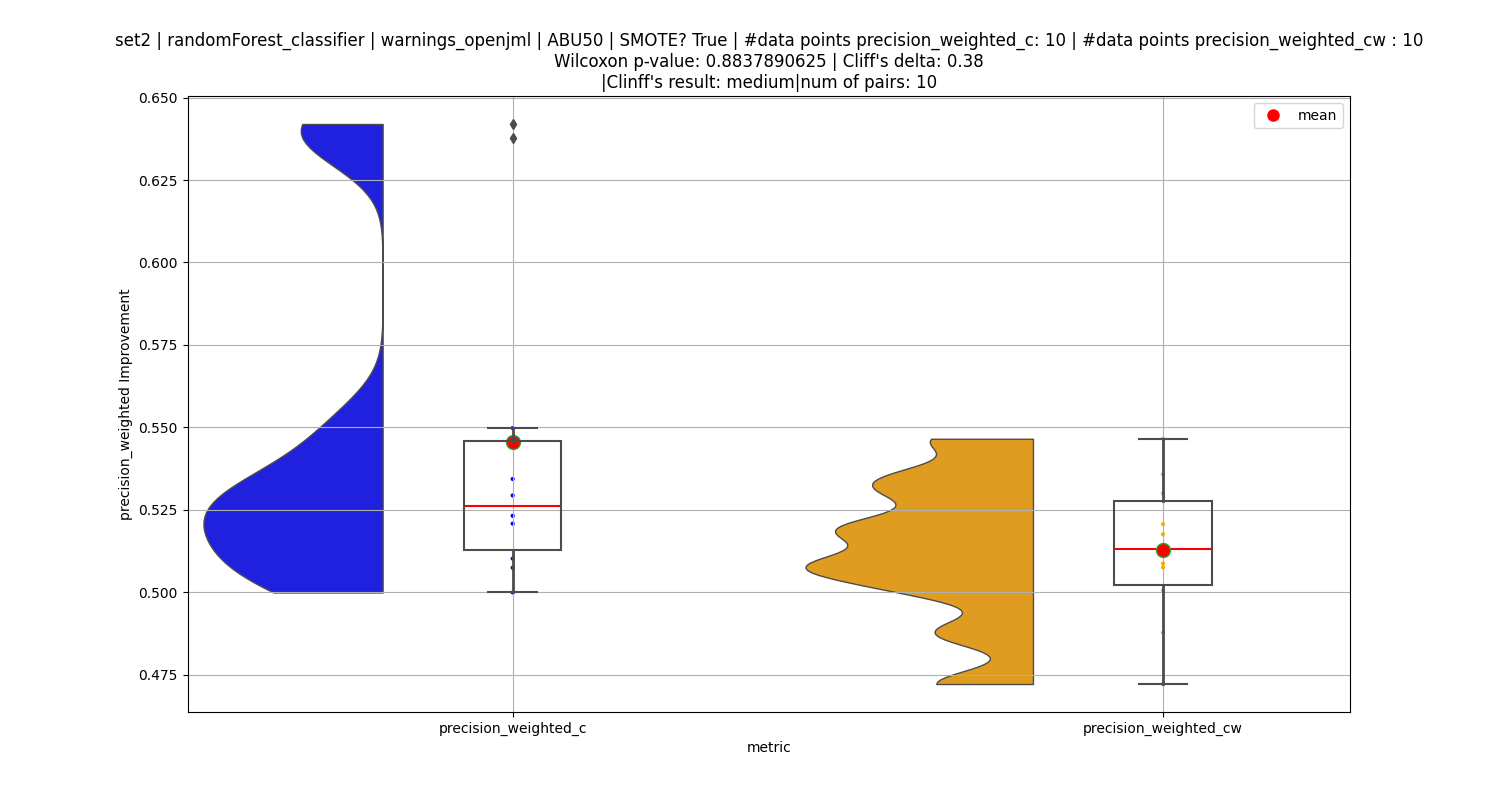 set2 | randomForest_classifier | warnings_openjml | ABU50 | SMOTE? True | #data points precision_weighted_c: 10 | #data points precision_weighted_cw : 10
Wilcoxon p-value: 0.8837890625 | Cliff's delta: 0.38
|Clinff's result: medium|num of pairs: 10
mean
0.650
0.625
0.600
0.575
0.550
0.525
0.500
0.475
precision_weighted Improvement
precision_weighted_c
precision_weighted_cw
metric